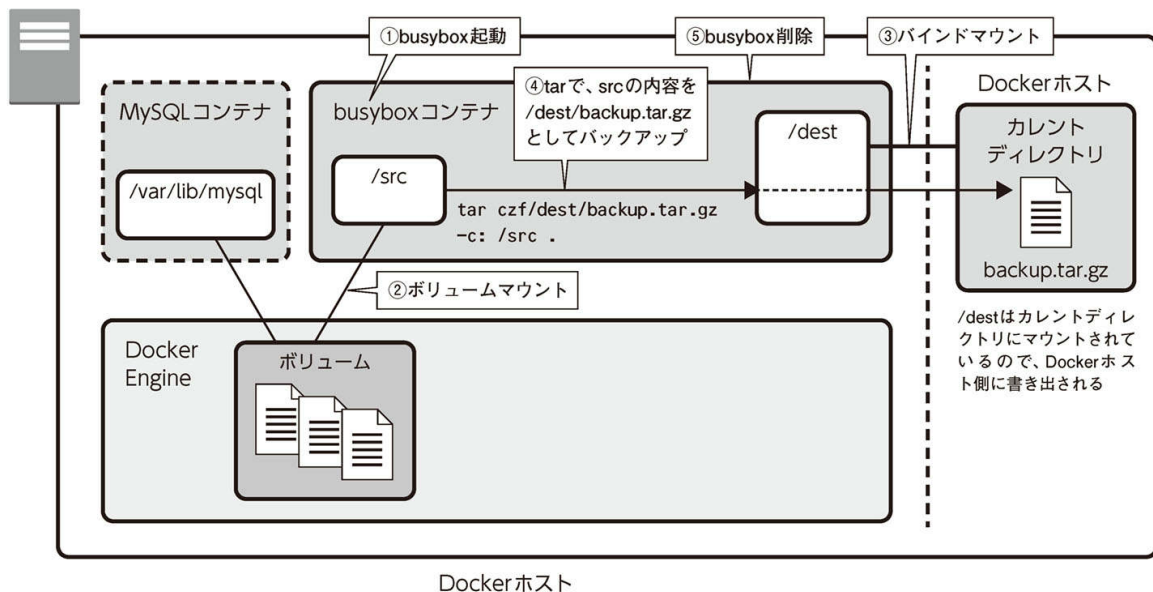 ①busybox起動
⑤busybox削除
③バインドマウント
MySQLコンテナ
/var/lib/mysql
busyboxコンテナ
/src
④tarで、srcの内容を
/dest/backup.tar.gz
としてバックアップ
tar czf/dest/backup.tar.gz
-c: /src .
/dest
Dockerホスト
カレント
ディレクトリ
backup.tar.gz
/destはカレントディレ
クトリにマウントされて
いるので、Dockerホス
ト側に書き出される
②ボリュームマウント
Docker
Engine
ボリューム
Dockerホスト